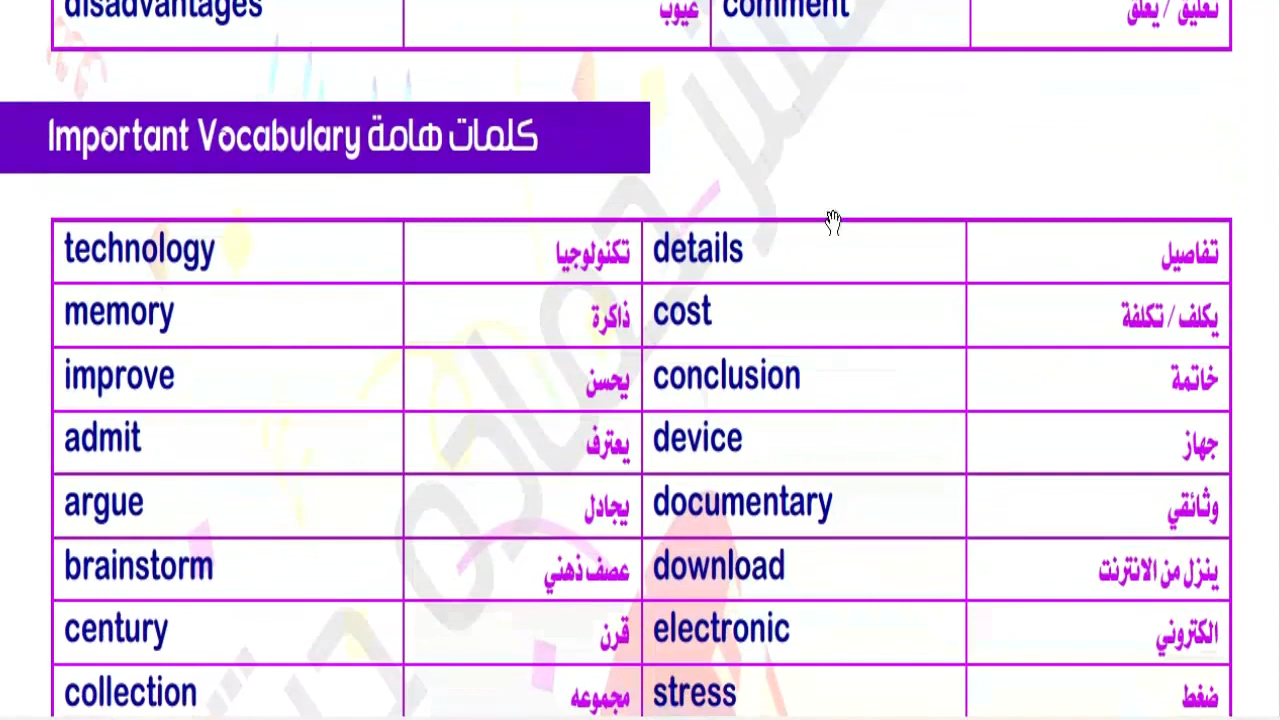 disadvantages عيوب comment تعليق / يعلق
Important Vocabulary كلمات هامة
technology تكنولوجيا details تفاصيل
memory ذاكرة cost يكلف / تكلفة
improve يحسن conclusion خاتمة
admit يعترف device جهاز
argue يجادل documentary وثائقي
brainstorm عصف ذهني download ينزل من الانترنت
century قرن electronic الكتروني
collection مجموعه stress ضغط